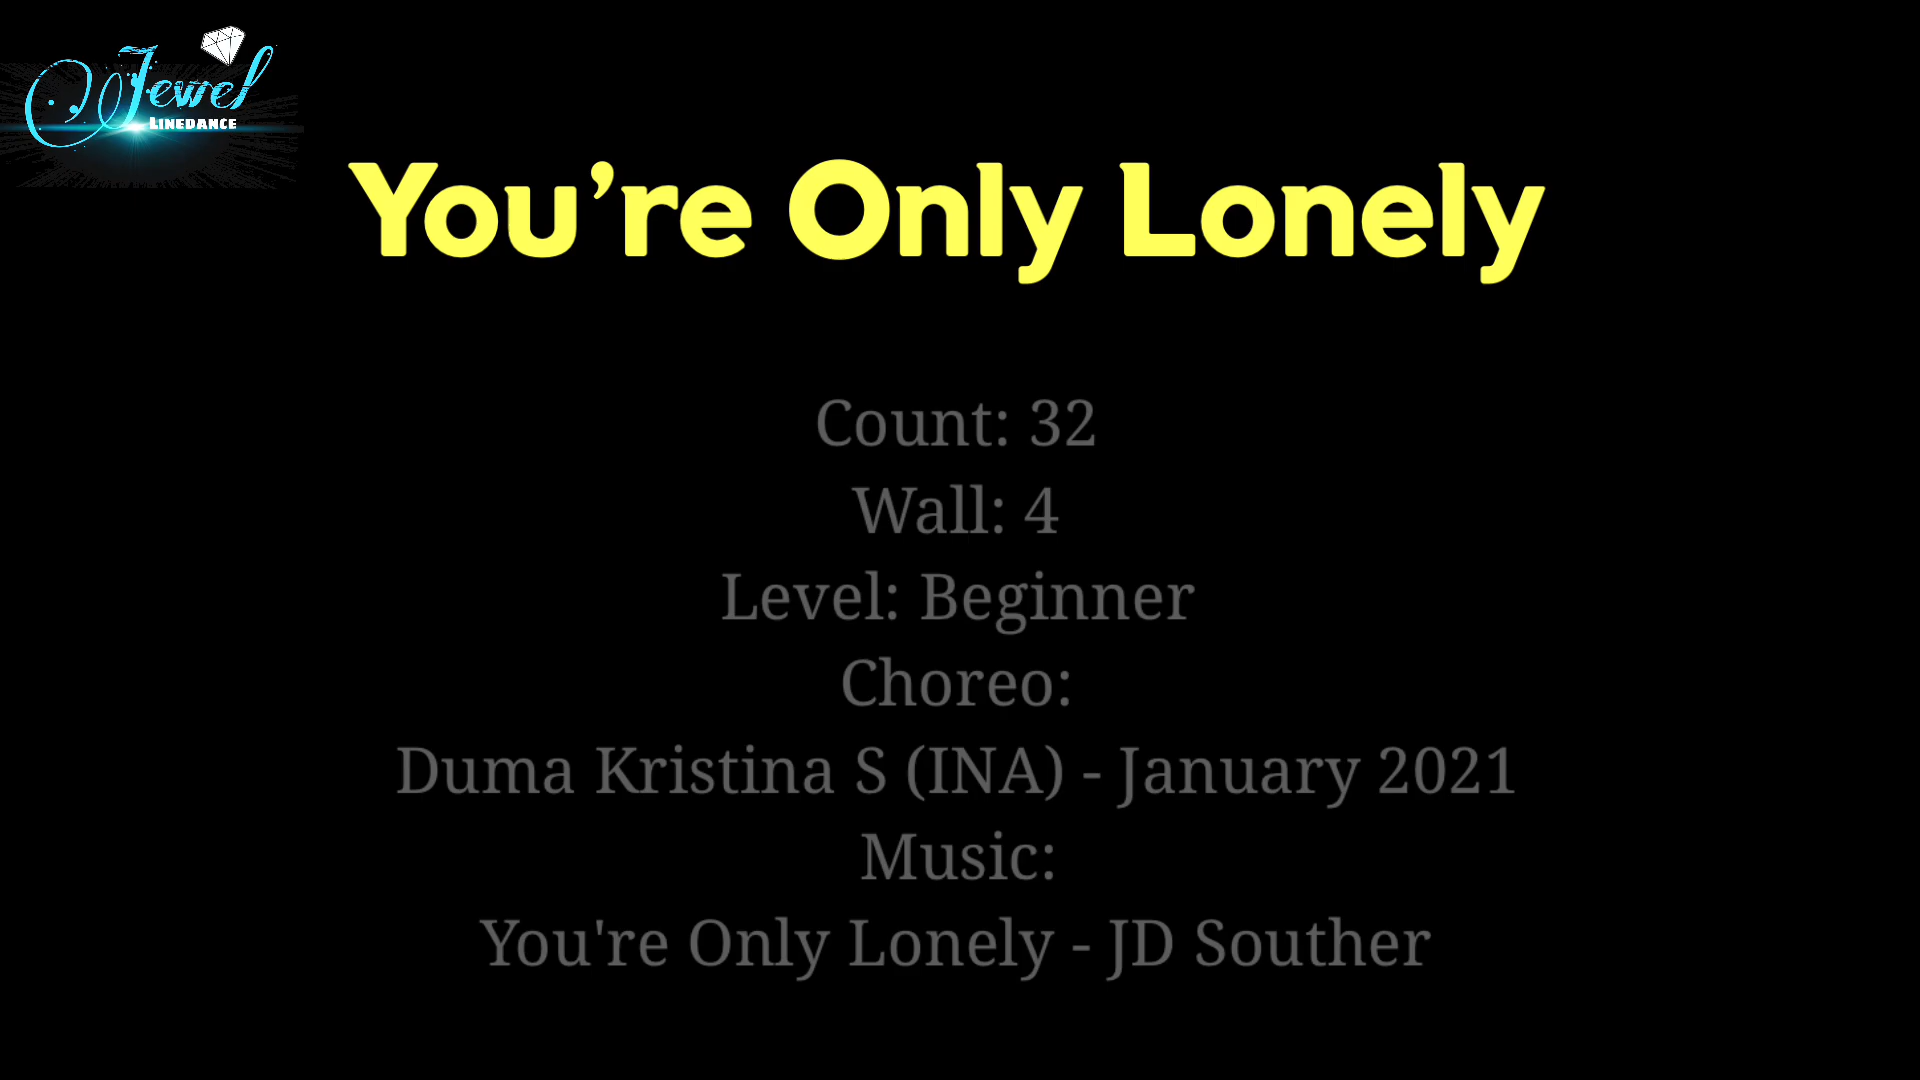 Jewel
LINEDANCE
You’re Only Lonely
Count: 32
Wall: 4
Level: Beginner
Choreo:
Duma Kristina S (INA) - January 2021
Music:
You're Only Lonely - JD Souther